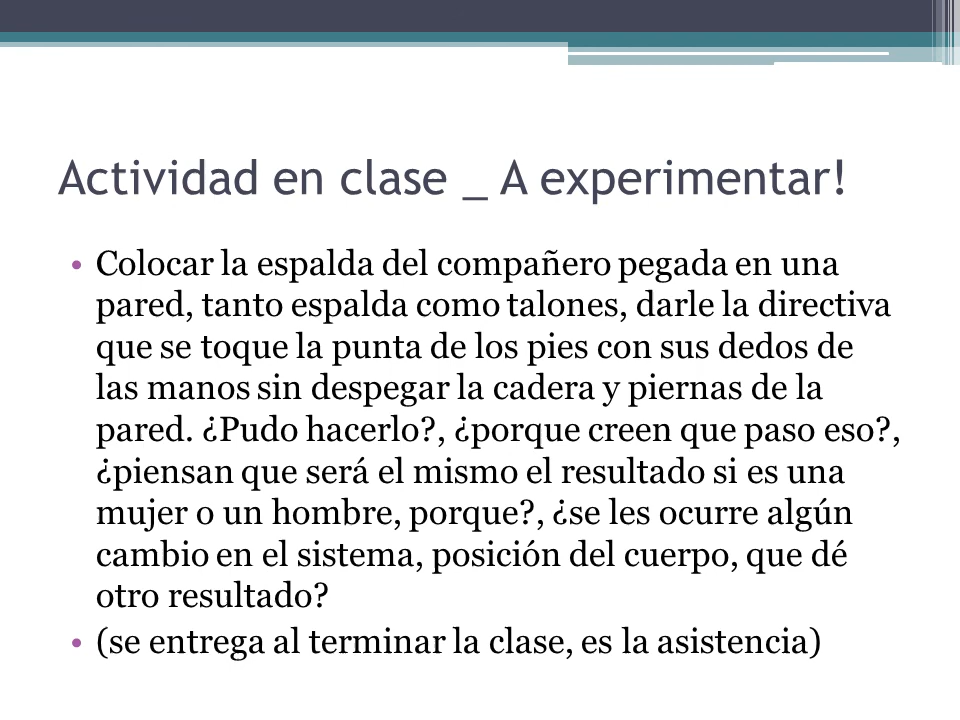 Actividad en clase _ A experimentar!
• Colocar la espalda del compañero pegada en una
pared, tanto espalda como talones, darle la directiva
que se toque la punta de los pies con sus dedos de
las manos sin despegar la cadera y piernas de la
pared. ¿Pudo hacerlo?, ¿porque creen que paso eso?,
¿piensan que será el mismo el resultado si es una
mujer o un hombre, porque?, ¿se les ocurre algún
cambio en el sistema, posición del cuerpo, que dé
otro resultado?
• (se entrega al terminar la clase, es la asistencia)